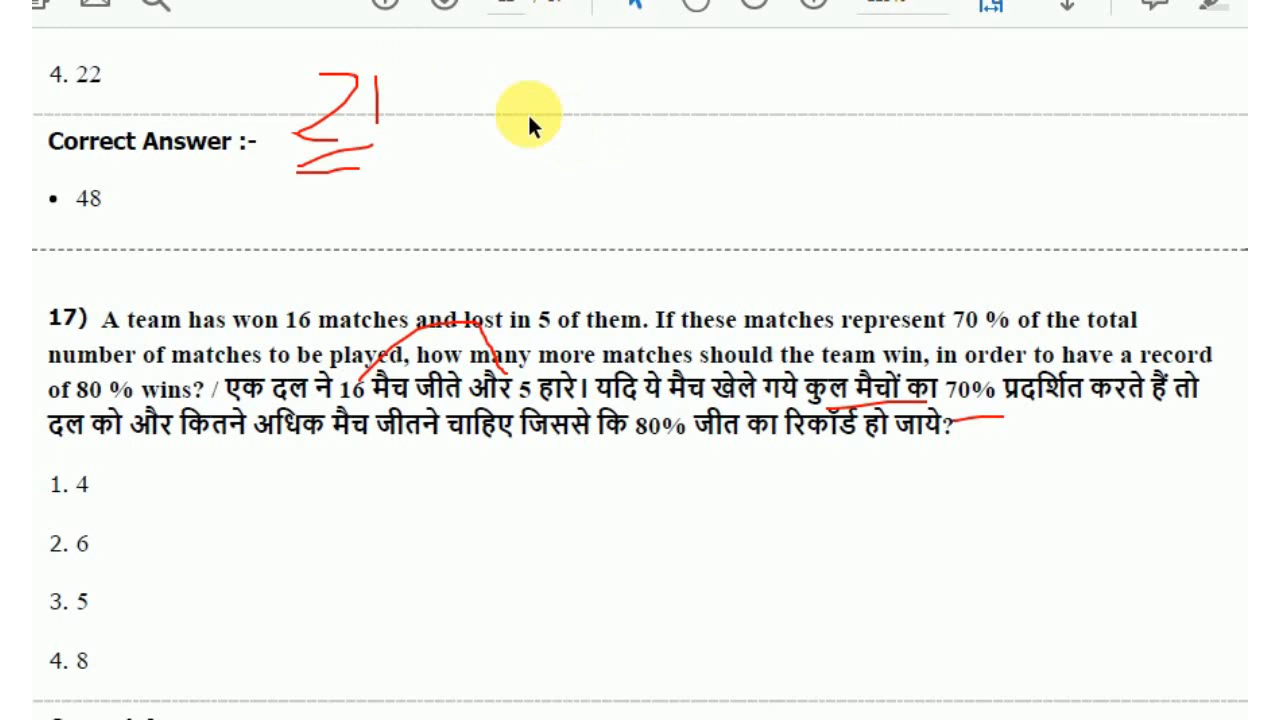 4. 22
21
Correct Answer :-
• 48
17) A team has won 16 matches and lost in 5 of them. If these matches represent 70 % of the total
number of matches to be played, how many more matches should the team win, in order to have a record
of 80 % wins? / एक दल ने 16 मैच जीते और 5 हारे। यदि ये मैच खेले गये कुल मैचों का 70% प्रदर्शित करते हैं तो
दल को और कितने अधिक मैच जीतने चाहिए जिससे कि 80% जीत का रिकॉर्ड हो जाये?
1. 4
2. 6
3. 5
4. 8